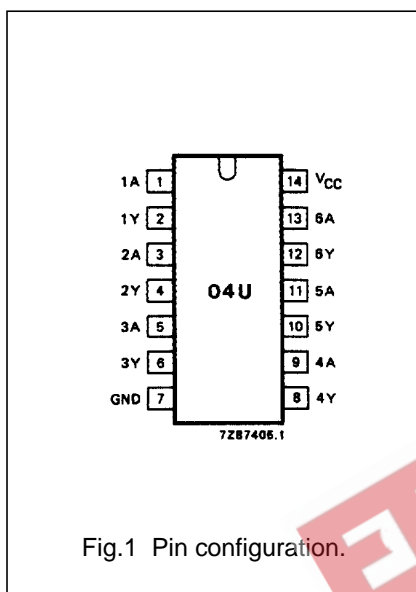 1A 1 14 VCC
1Y 2 13 6A
2A 3 12 6Y
2Y 4 04U 11 5A
3A 5 10 5Y
3Y 6 9 4A
GND 7 8 4Y
7Z87406.1
Fig.1 Pin configuration.